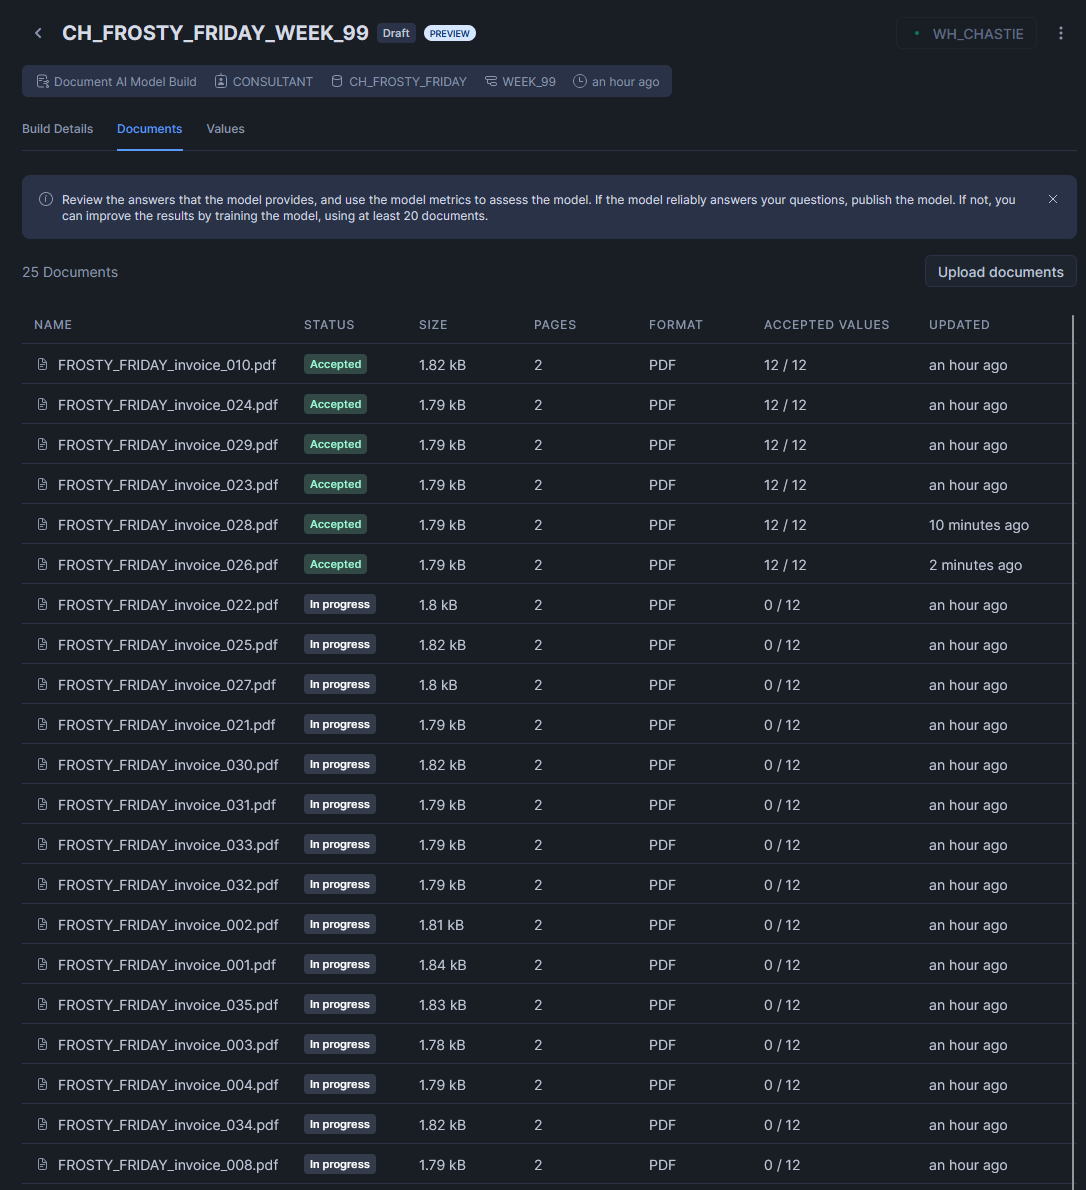 CH_FROSTY_FRIDAY_WEEK_99 Draft PREVIEW WH_CHASTIE
Document AI Model Build CONSULTANT CH_FROSTY_FRIDAY WEEK_99 an hour ago
Build Details Documents Values
Review the answers that the model provides, and use the model metrics to assess the model. If the model reliably answers your questions, publish the model. If not, you
can improve the results by training the model, using at least 20 documents.
25 Documents Upload documents
NAME STATUS SIZE PAGES FORMAT ACCEPTED VALUES UPDATED
FROSTY_FRIDAY_invoice_010.pdf Accepted 1.82 kB 2 PDF 12 / 12 an hour ago
FROSTY_FRIDAY_invoice_024.pdf Accepted 1.79 kB 2 PDF 12 / 12 an hour ago
FROSTY_FRIDAY_invoice_029.pdf Accepted 1.79 kB 2 PDF 12 / 12 an hour ago
FROSTY_FRIDAY_invoice_023.pdf Accepted 1.79 kB 2 PDF 12 / 12 an hour ago
FROSTY_FRIDAY_invoice_028.pdf Accepted 1.79 kB 2 PDF 12 / 12 10 minutes ago
FROSTY_FRIDAY_invoice_026.pdf Accepted 1.79 kB 2 PDF 12 / 12 2 minutes ago
FROSTY_FRIDAY_invoice_022.pdf In progress 1.8 kB 2 PDF 0 / 12 an hour ago
FROSTY_FRIDAY_invoice_025.pdf In progress 1.82 kB 2 PDF 0 / 12 an hour ago
FROSTY_FRIDAY_invoice_027.pdf In progress 1.8 kB 2 PDF 0 / 12 an hour ago
FROSTY_FRIDAY_invoice_021.pdf In progress 1.79 kB 2 PDF 0 / 12 an hour ago
FROSTY_FRIDAY_invoice_030.pdf In progress 1.82 kB 2 PDF 0 / 12 an hour ago
FROSTY_FRIDAY_invoice_031.pdf In progress 1.79 kB 2 PDF 0 / 12 an hour ago
FROSTY_FRIDAY_invoice_033.pdf In progress 1.79 kB 2 PDF 0 / 12 an hour ago
FROSTY_FRIDAY_invoice_032.pdf In progress 1.79 kB 2 PDF 0 / 12 an hour ago
FROSTY_FRIDAY_invoice_002.pdf In progress 1.81 kB 2 PDF 0 / 12 an hour ago
FROSTY_FRIDAY_invoice_001.pdf In progress 1.84 kB 2 PDF 0 / 12 an hour ago
FROSTY_FRIDAY_invoice_035.pdf In progress 1.83 kB 2 PDF 0 / 12 an hour ago
FROSTY_FRIDAY_invoice_003.pdf In progress 1.78 kB 2 PDF 0 / 12 an hour ago
FROSTY_FRIDAY_invoice_004.pdf In progress 1.79 kB 2 PDF 0 / 12 an hour ago
FROSTY_FRIDAY_invoice_034.pdf In progress 1.82 kB 2 PDF 0 / 12 an hour ago
FROSTY_FRIDAY_invoice_008.pdf In progress 1.79 kB 2 PDF 0 / 12 an hour ago